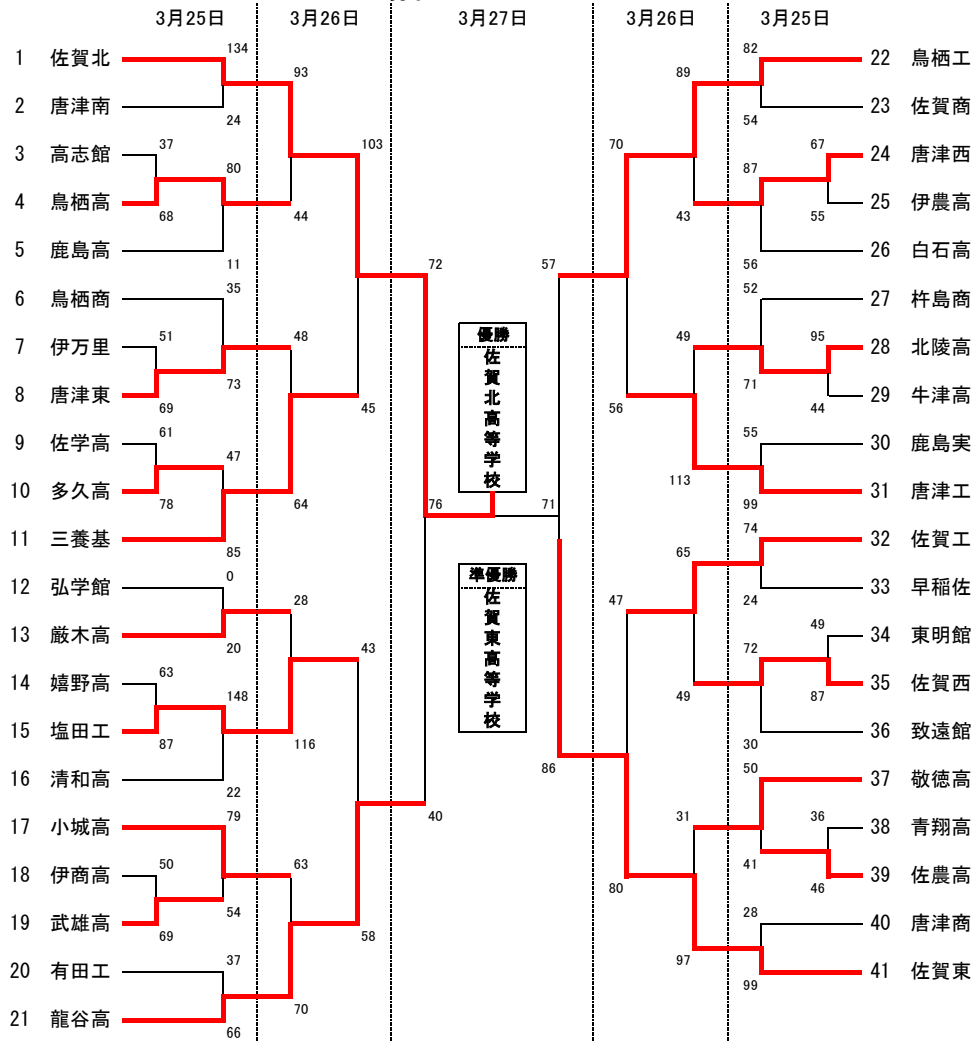 3月25日 3月26日 3月27日 3月26日 3月25日
1 佐賀北 134 93 89 82 22 鳥栖工
2 唐津南 24 54 23 佐賀商
3 高志館 37 103 70 67 24 唐津西
80 87
4 鳥栖高 68 44 43 55 25 伊農高
5 鹿島高 11 56 26 白石高
72 57
6 鳥栖商 35 52 27 杵島商
7 伊万里 51 48 優勝 49 95 28 北陵高
佐賀北高等学校
8 唐津東 69 73 45 56 71 44 29 牛津高
9 佐学高 61 47 55 30 鹿島実
10 多久高 78 64 113 99 31 唐津工
76 71
11 三養基 85 65 74 32 佐賀工
12 弘学館 0 28 準優勝 47 24 33 早稲佐
佐賀東高等学校
13 厳木高 20 43 49 34 東明館
14 嬉野高 63 148 72 35 佐賀西
15 塩田工 87 116 49 87
16 清和高 22 86 30 36 致遠館
17 小城高 79 40 31 50 37 敬徳高
18 伊商高 50 63 36 38 青翔高
19 武雄高 69 54 58 80 41 46 39 佐農高
20 有田工 37 97 28 40 唐津商
21 龍谷高 66 70 99 41 佐賀東